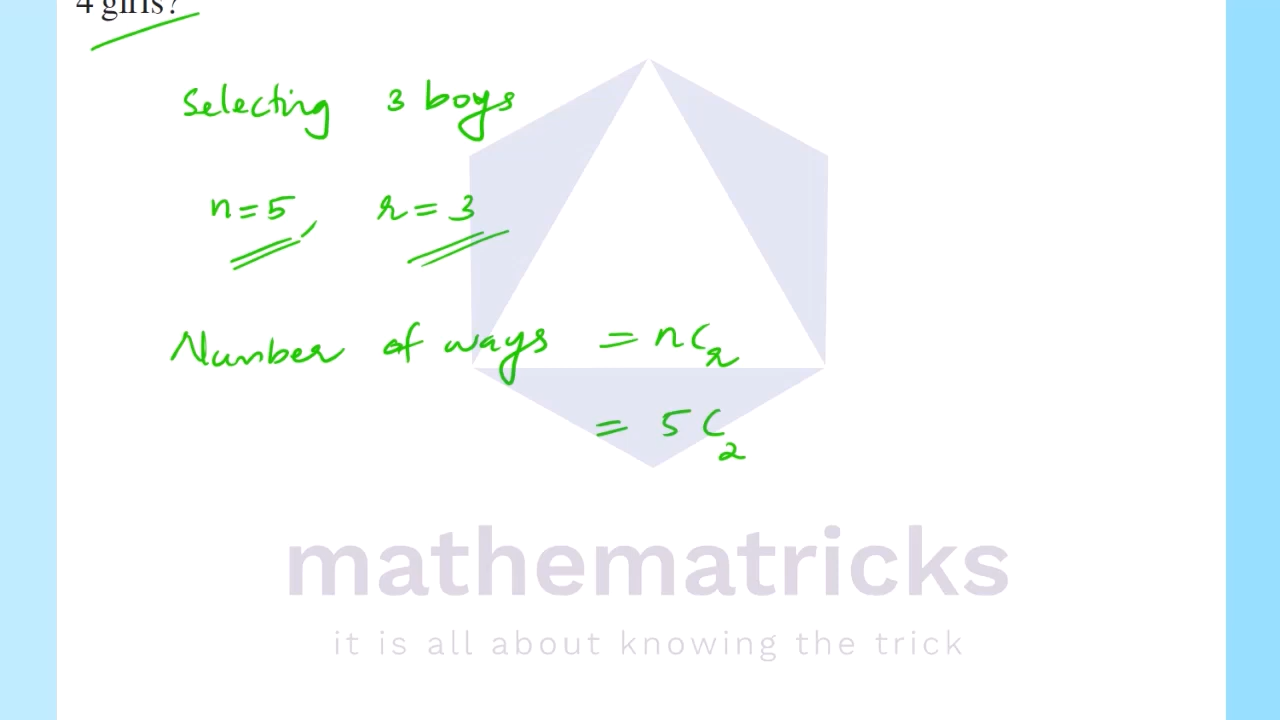 4 girls?
Selecting 3 boys
n=5, r=3
Number of ways = nCr
= 5C2
mathematricks
it is all about knowing the trick